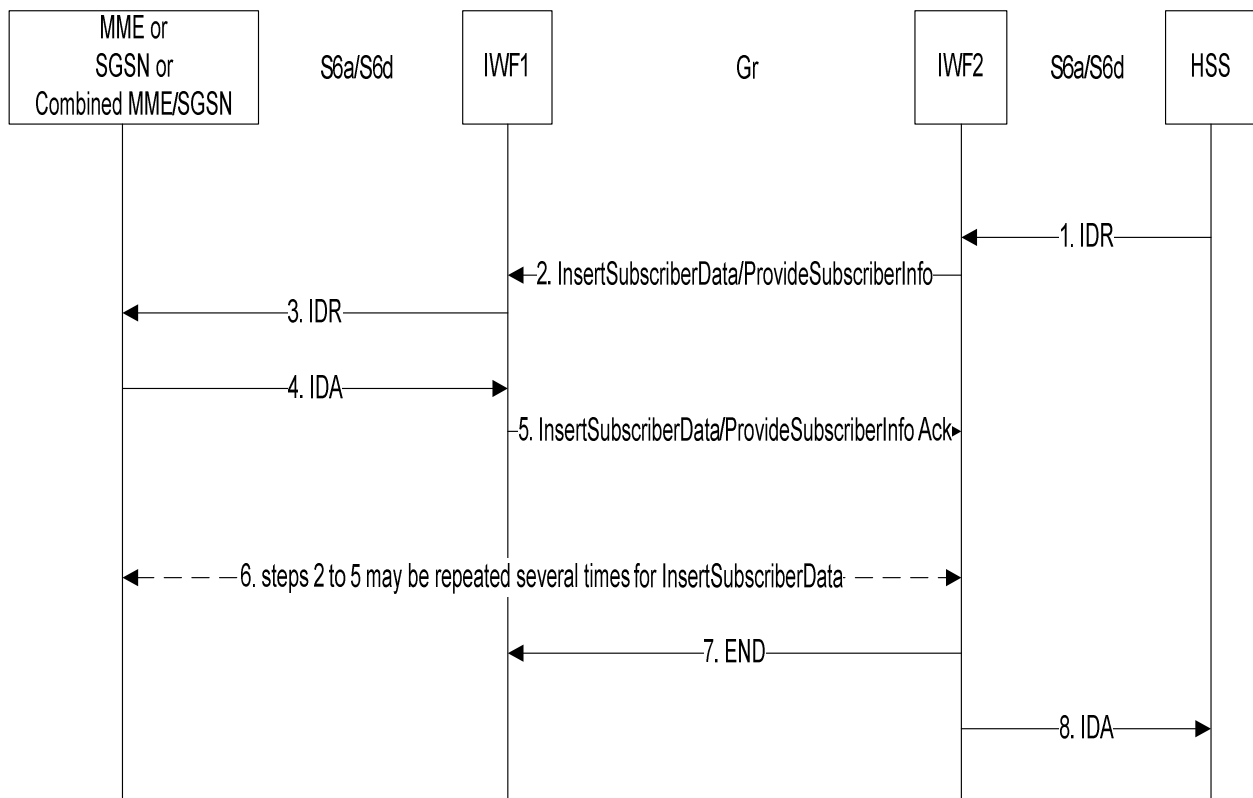 MME or
SGSN or
Combined MME/SGSN
S6a/S6d
IWF1
Gr
IWF2
S6a/S6d
HSS
1. IDR
2. InsertSubscriberData/ProvideSubscriberInfo
3. IDR
4. IDA
5. InsertSubscriberData/ProvideSubscriberInfo Ack
6. steps 2 to 5 may be repeated several times for InsertSubscriberData
7. END
8. IDA